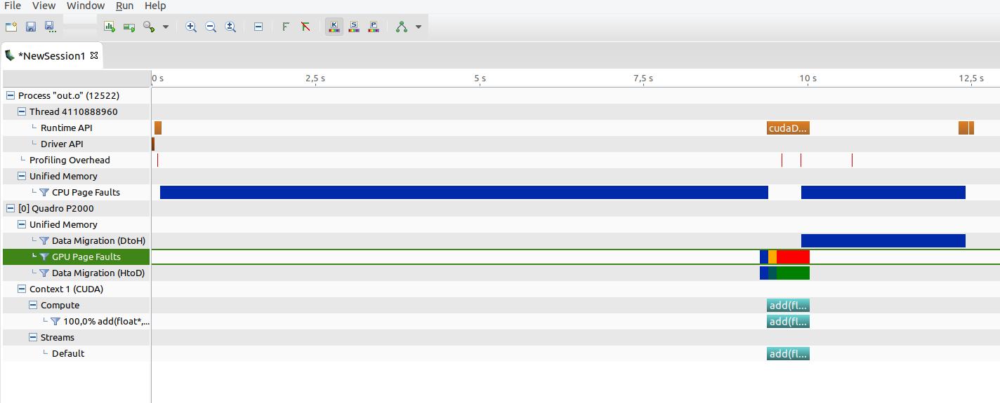 File View Window Run Help
*NewSession1
0 s 2,5 s 5 s 7,5 s 10 s 12,5 s
Process "out.o" (12522)
Thread 4110888960
Runtime API cudaD...
Driver API
Profiling Overhead
Unified Memory
CPU Page Faults
[0] Quadro P2000
Unified Memory
Data Migration (DtoH)
GPU Page Faults
Data Migration (HtoD)
Context 1 (CUDA)
Compute add(fl...
100,0% add(float*,... add(fl...
Streams
Default add(fl...